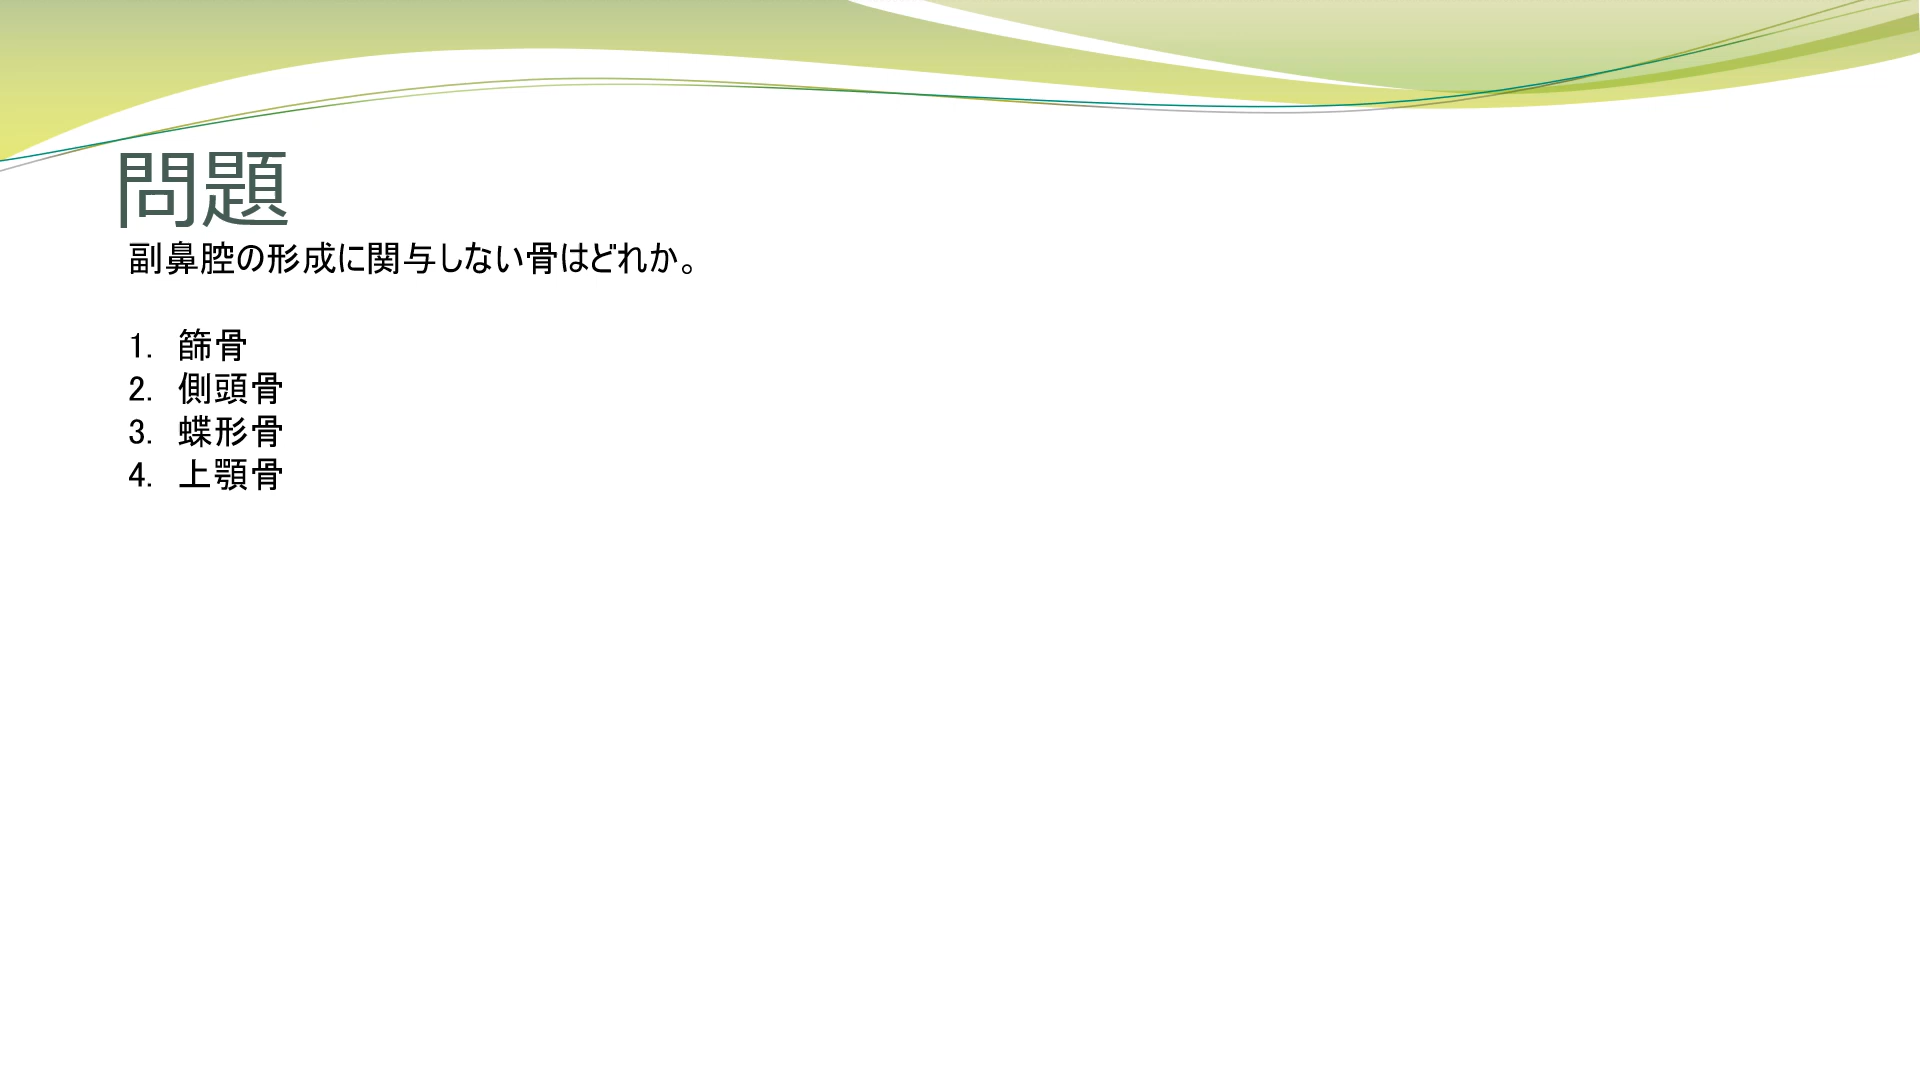 問題
副鼻腔の形成に関与しない骨はどれか。
1. 篩骨
2. 側頭骨
3. 蝶形骨
4. 上顎骨